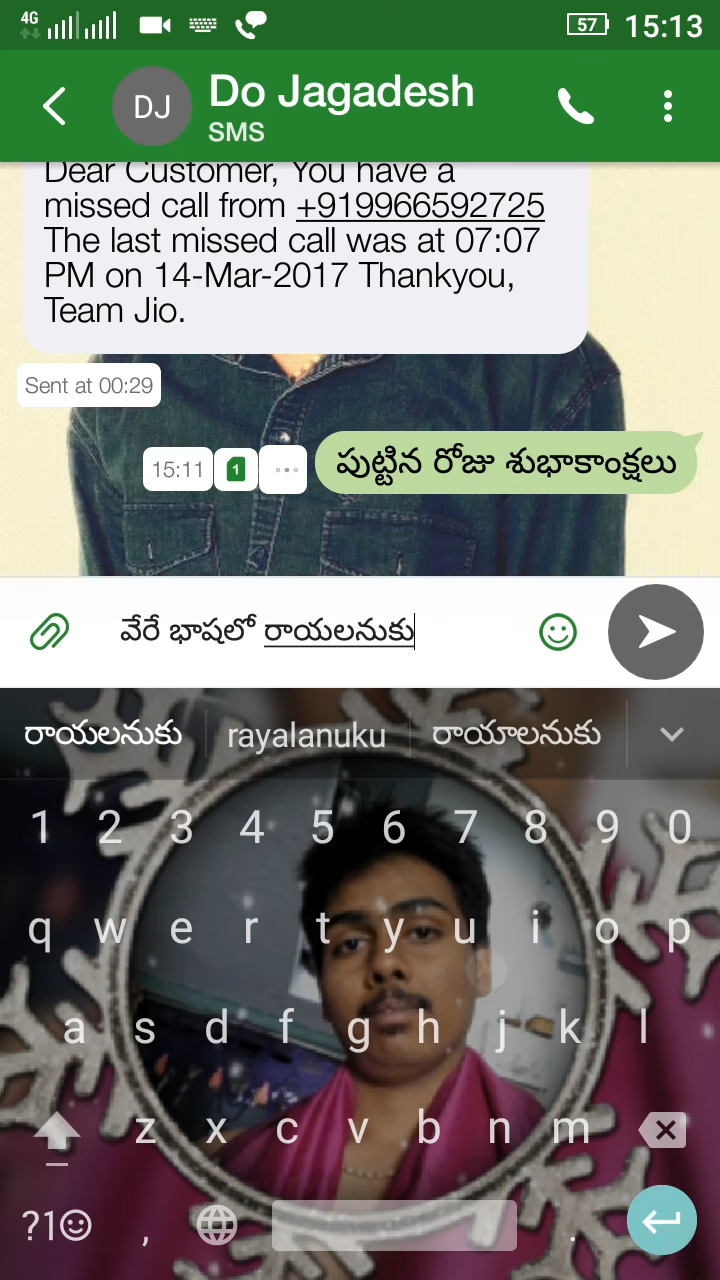 4G 57 15:13
DJ Do Jagadesh
SMS
Dear Customer, You have a
missed call from +919966592725
The last missed call was at 07:07
PM on 14-Mar-2017 Thankyou,
Team Jio.
Sent at 00:29
15:11 1 పుట్టిన రోజు శుభాకాంక్షలు
వేరే భాషలో రాయలనుకు
రాయలనుకు rayalanuku రాయాలనుకు
1 2 3 4 5 6 7 8 9 0
q w e r t y u i o p
a s d f g h j k l
z x c v b n m
?1 , .